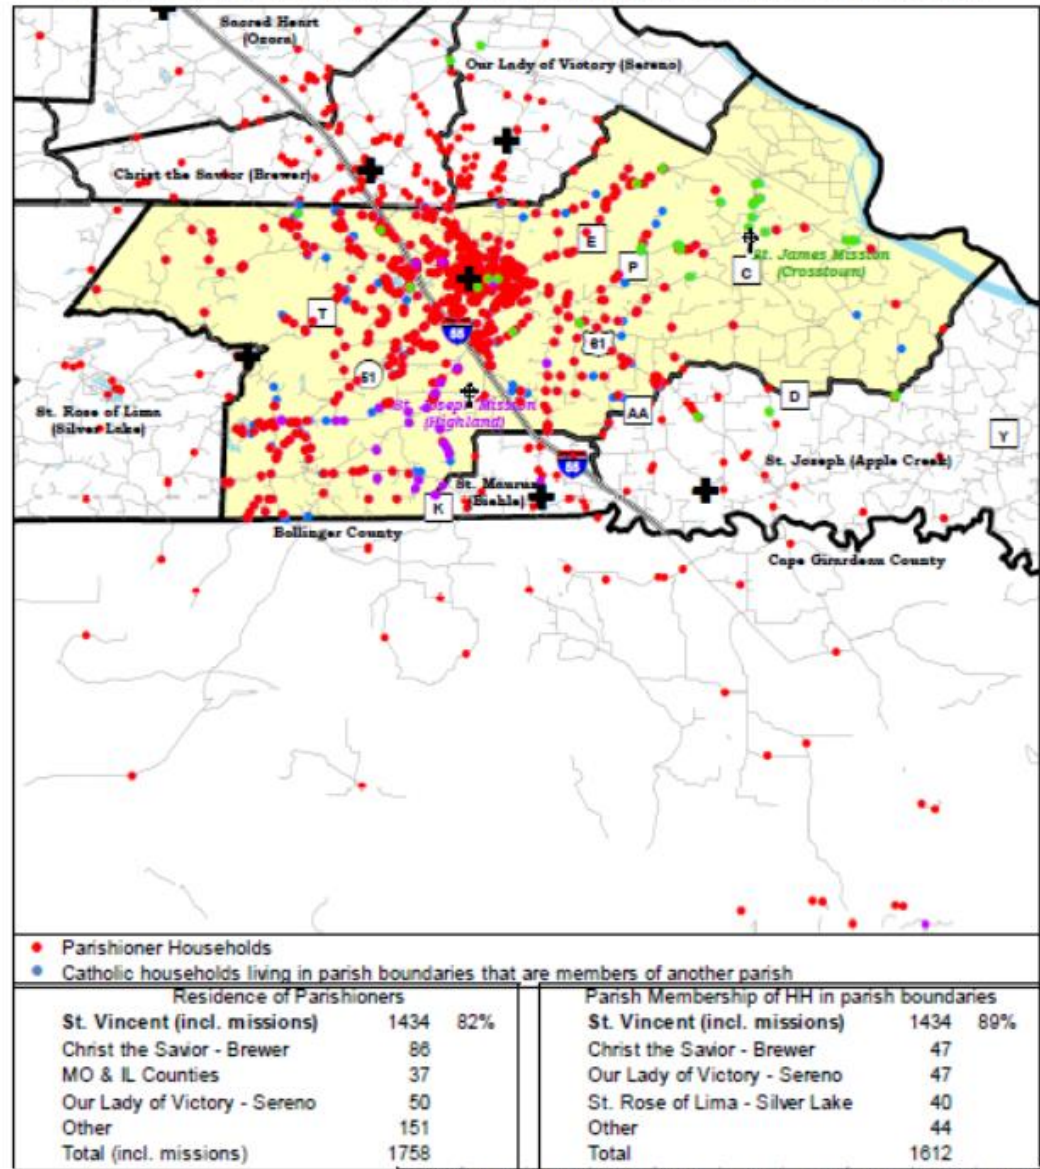 Sacred Heart
(Ozora)
Our Lady of Victory (Sereno)
Christ the Savior (Brewer)
E
P
St. James Mission
(Crosstown)
C
T
55
61
51
St. Joseph Mission
(Highland)
D
AA
St. Rose of Lima
(Silver Lake)
Y
St. Joseph (Apple Creek)
55
St. Maurus
(Biehle)
K
Bollinger County
Cape Girardeau County
Parishioner Households
Catholic households living in parish boundaries that are members of another parish
Residence of Parishioners
St. Vincent (incl. missions) 1434 82%
Christ the Savior - Brewer 86
MO & IL Counties 37
Our Lady of Victory - Sereno 50
Other 151
Total (incl. missions) 1758
Parish Membership of HH in parish boundaries
St. Vincent (incl. missions) 1434 89%
Christ the Savior - Brewer 47
Our Lady of Victory - Sereno 47
St. Rose of Lima - Silver Lake 40
Other 44
Total 1612